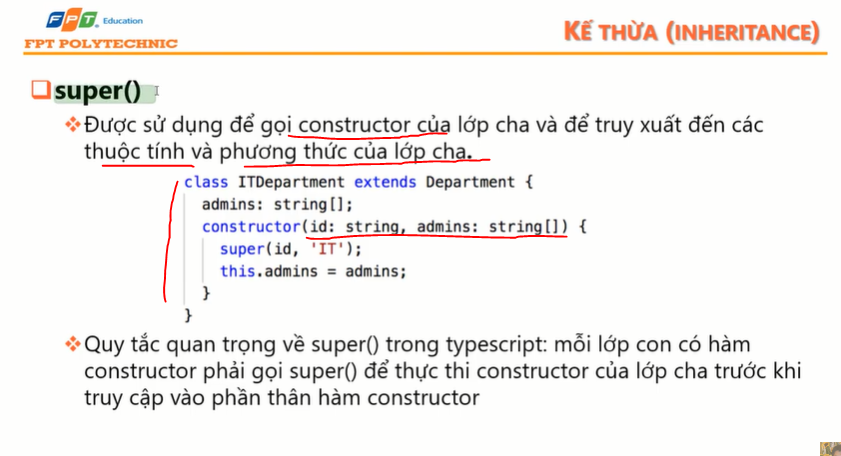 FPT. Education
FPT POLYTECHNIC
KẾ THỪA (INHERITANCE)
super()
Được sử dụng để gọi constructor của lớp cha và để truy xuất đến các
thuộc tính và phương thức của lớp cha.
class ITDepartment extends Department {
admins: string[];
constructor(id: string, admins: string[]) {
super(id, 'IT');
this.admins = admins;
}
}
Quy tắc quan trọng về super() trong typescript: mỗi lớp con có hàm
constructor phải gọi super() để thực thi constructor của lớp cha trước khi
truy cập vào phần thân hàm constructor